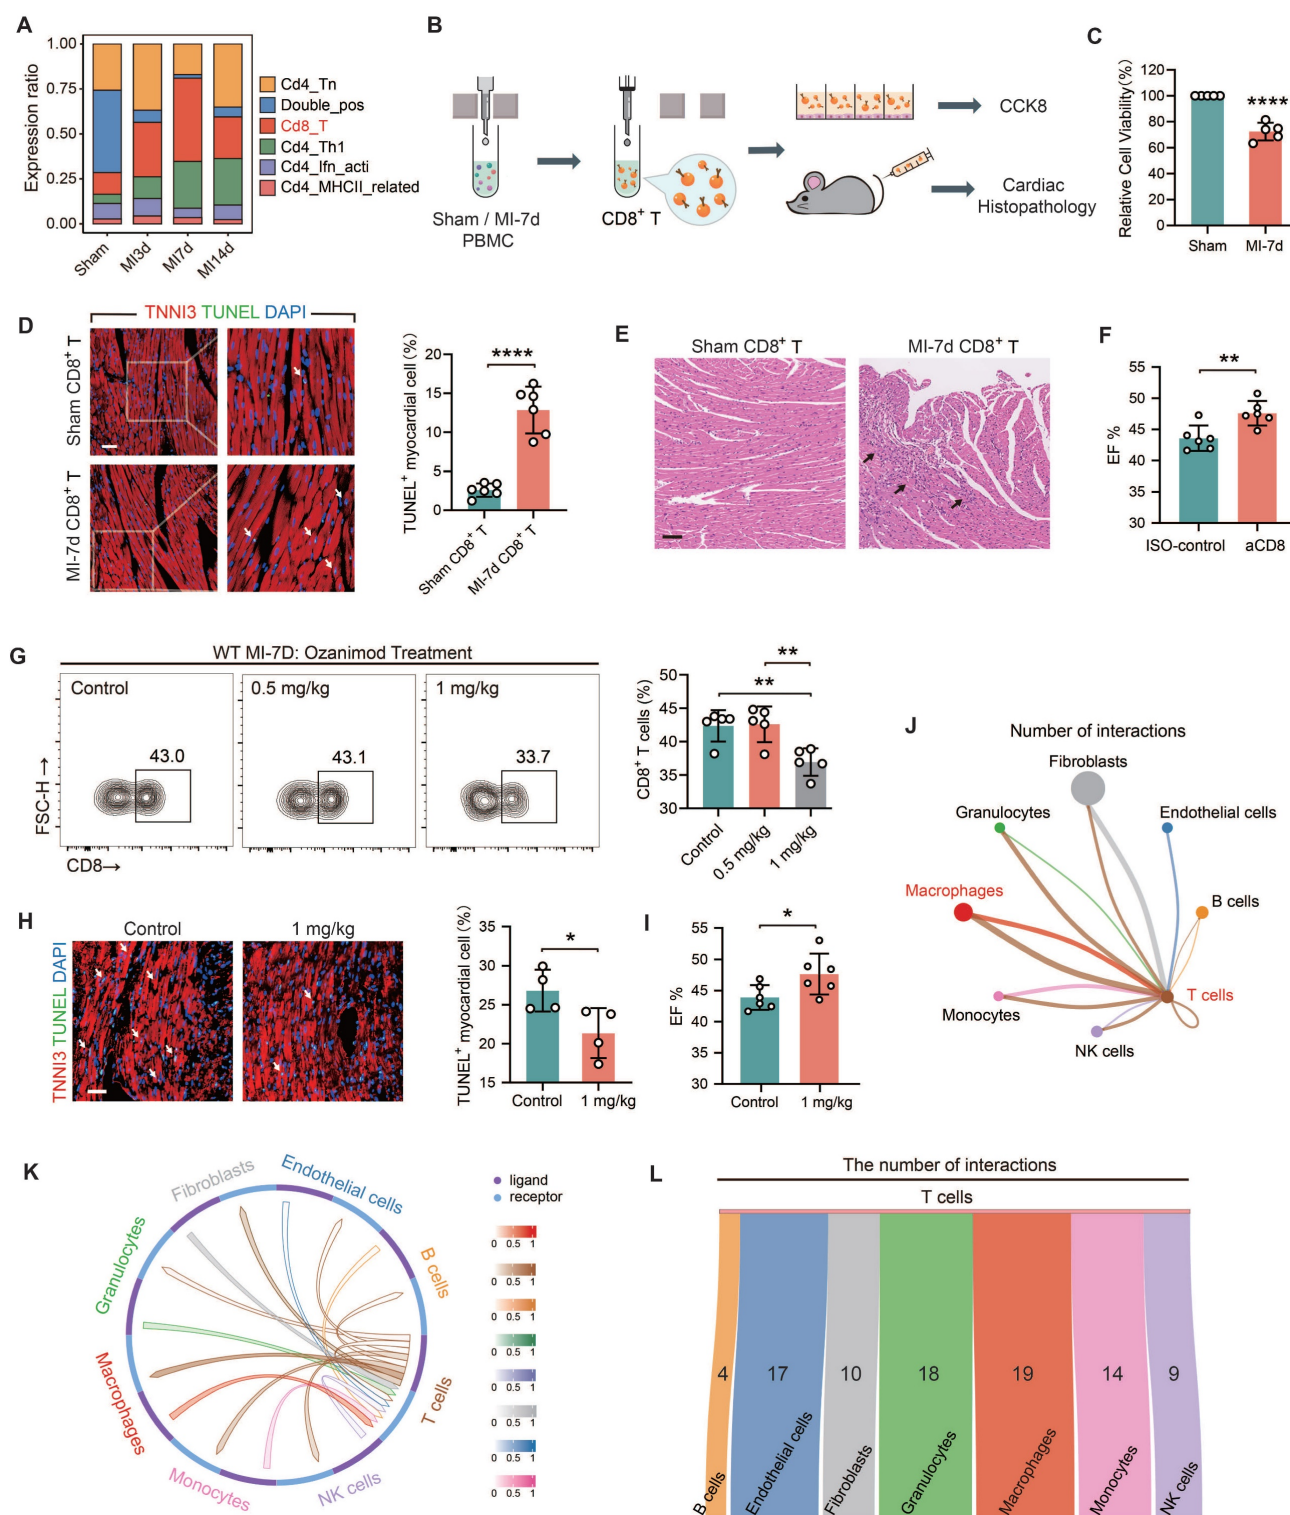 A
1.00
0.75
0.50
0.25
0.00
Expression ratio
Sham
MI3d
MI7d
MI14d
Cd4_Tn
Double_pos
Cd8_T
Cd4_Th1
Cd4_Ifn_acti
Cd4_MHCII_related
B
Sham / MI-7d
PBMC
CD8⁺ T
CCK8
Cardiac
Histopathology
C
Relative Cell Viability(%)
120
100
80
60
40
20
0
****
Sham
MI-7d
D
TNNI3 TUNEL DAPI
Sham CD8⁺ T
MI-7d CD8⁺ T
TUNEL⁺ myocardial cell (%)
20
15
10
5
0
****
Sham CD8⁺ T
MI-7d CD8⁺ T
E
Sham CD8⁺ T
MI-7d CD8⁺ T
F
EF %
55
50
45
40
35
30
**
ISO-control
aCD8
G
WT MI-7D: Ozanimod Treatment
Control
0.5 mg/kg
1 mg/kg
43.0
43.1
33.7
FSC-H →
CD8→
CD8⁺ T cells (%)
50
45
40
35
30
**
**
Control
0.5 mg/kg
1 mg/kg
H
Control
1 mg/kg
TNNI3 TUNEL DAPI
TUNEL⁺ myocardial cell (%)
35
30
25
20
15
*
Control
1 mg/kg
I
EF %
55
50
45
40
35
30
*
Control
1 mg/kg
J
Number of interactions
Fibroblasts
Granulocytes
Endothelial cells
Macrophages
B cells
Monocytes
T cells
NK cells
K
Fibroblasts
Endothelial cells
Granulocytes
B cells
Macrophages
T cells
Monocytes
NK cells
ligand
receptor
0 0.5 1
0 0.5 1
0 0.5 1
0 0.5 1
0 0.5 1
0 0.5 1
0 0.5 1
0 0.5 1
L
The number of interactions
T cells
4 17 10 18 19 14 9
B cells
Endothelial cells
Fibroblasts
Granulocytes
Macrophages
Monocytes
NK cells